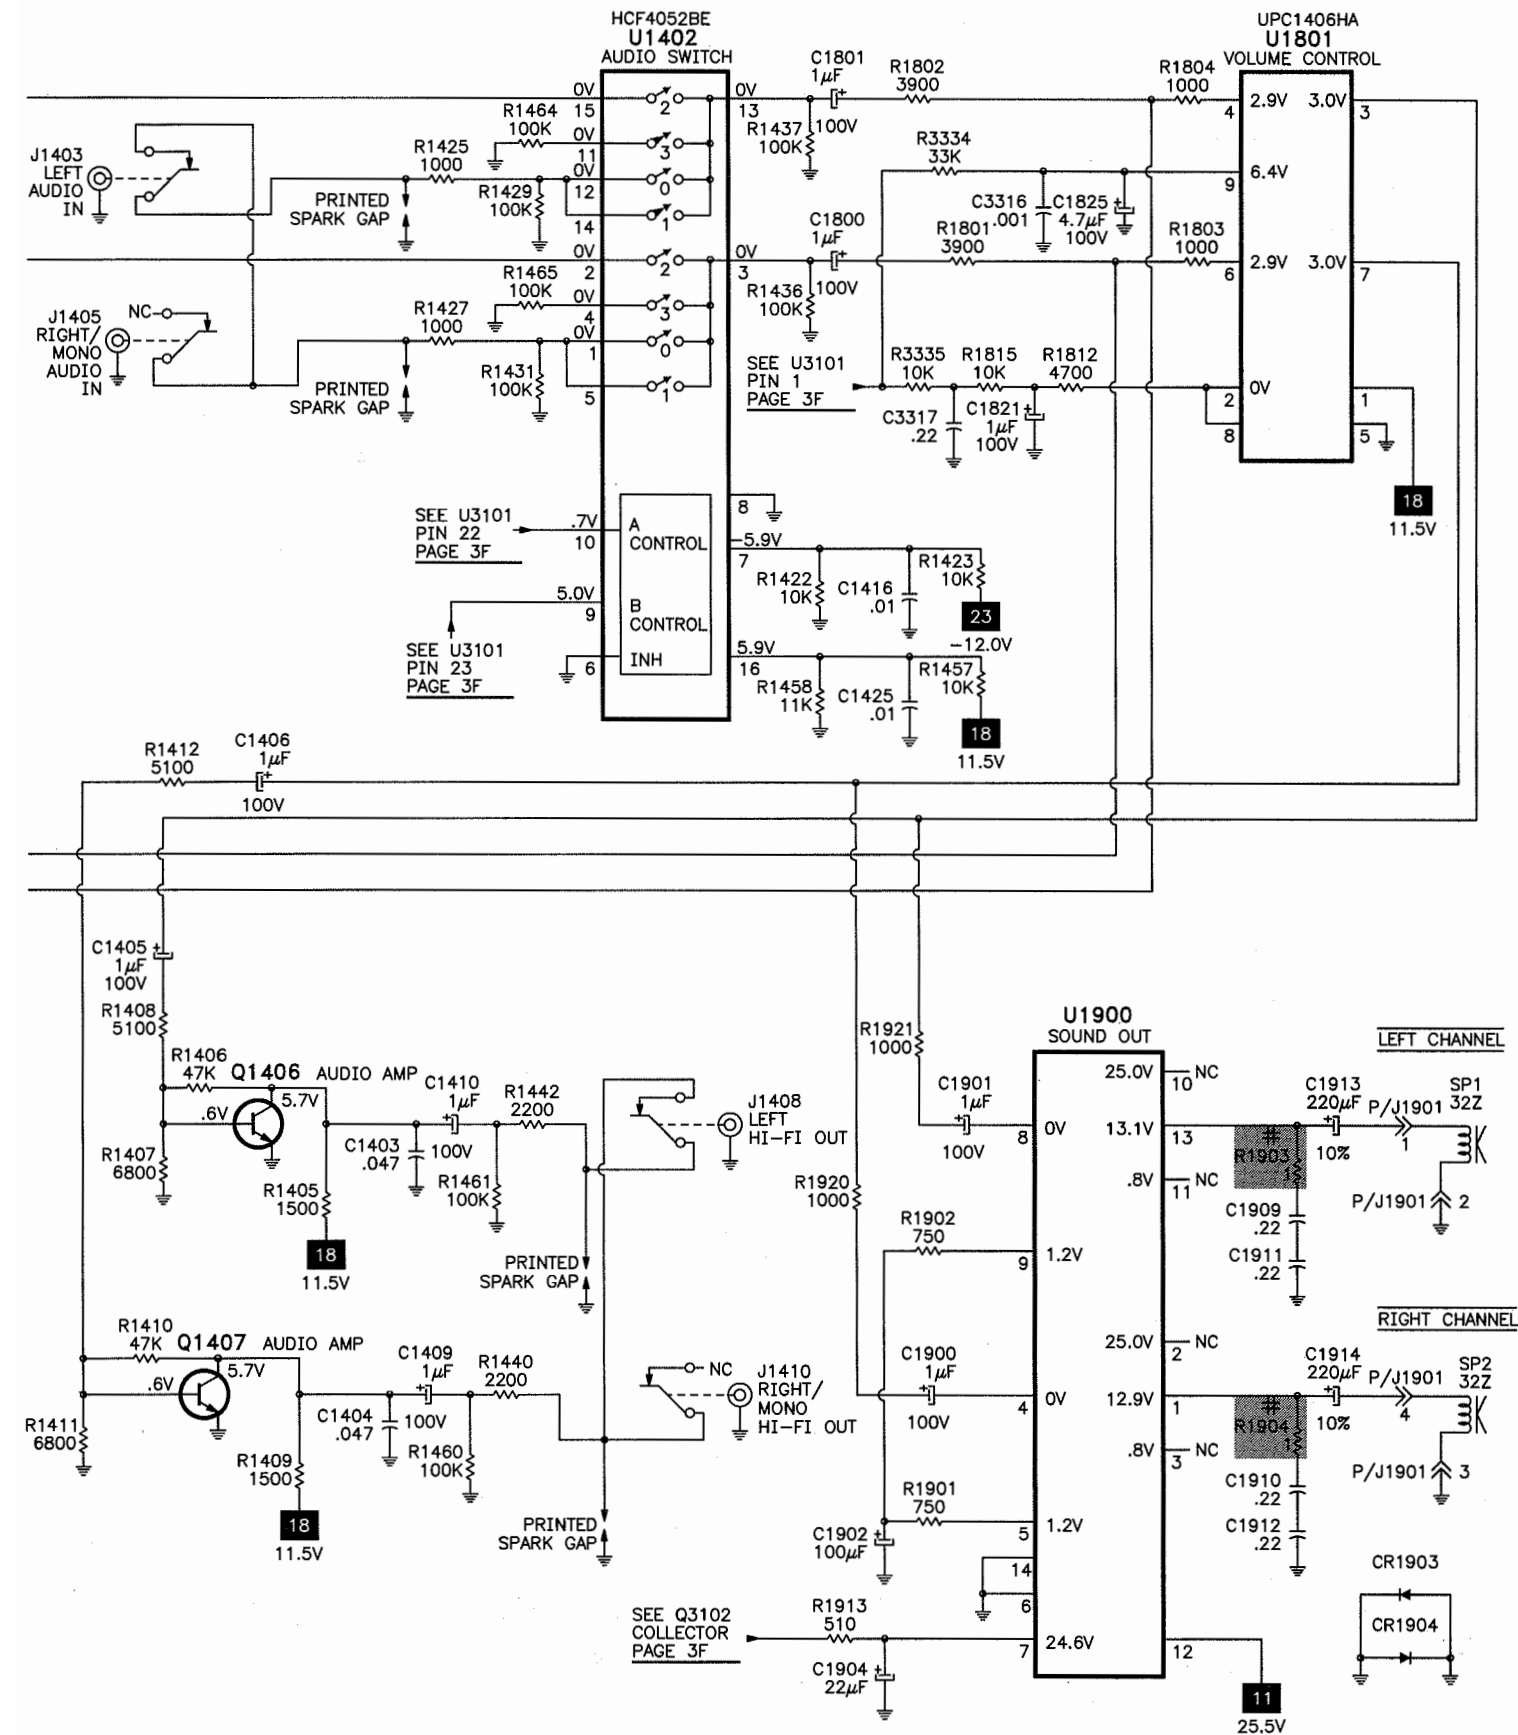 HCF4052BE
U1402
AUDIO SWITCH
UPC1406HA
U1801
VOLUME CONTROL
C1801
1µF
100V
R1802
3900
R1804
1000
0V
15
2
0V
13
4
2.9V
3.0V
3
R1464
100K
0V
11
3
R1437
100K
R3334
33K
J1403
LEFT
AUDIO
IN
R1425
1000
PRINTED
SPARK GAP
R1429
100K
0V
12
0
14
1
9
6.4V
C3316
.001
C1825
4.7µF
100V
C1800
1µF
100V
R1801
3900
R1803
1000
0V
2
2
0V
3
6
2.9V
3.0V
7
R1465
100K
0V
4
3
R1436
100K
J1405
RIGHT/
MONO
AUDIO
IN
NC
R1427
1000
PRINTED
SPARK GAP
R1431
100K
0V
1
0
5
1
SEE U3101
PIN 1
PAGE 3F
R3335
10K
R1815
10K
R1812
4700
C3317
.22
C1821
1µF
100V
2
0V
8
1
5
18
11.5V
SEE U3101
PIN 22
PAGE 3F
.7V
10
A
CONTROL
8
-5.9V
7
R1422
10K
C1416
.01
R1423
10K
23
-12.0V
SEE U3101
PIN 23
PAGE 3F
5.0V
9
B
CONTROL
6
INH
5.9V
16
R1458
11K
C1425
.01
R1457
10K
18
11.5V
R1412
5100
C1406
1µF
100V
C1405
1µF
100V
R1408
5100
R1406
47K
Q1406 AUDIO AMP
.6V
5.7V
R1407
6800
R1405
1500
18
11.5V
C1403
.047
C1410
1µF
100V
R1461
100K
R1442
2200
PRINTED
SPARK GAP
J1408
LEFT
HI-FI OUT
R1410
47K
Q1407 AUDIO AMP
.6V
5.7V
R1411
6800
R1409
1500
18
11.5V
C1404
.047
C1409
1µF
100V
R1460
100K
R1440
2200
PRINTED
SPARK GAP
NC
J1410
RIGHT/
MONO
HI-FI OUT
R1921
1000
R1920
1000
C1901
1µF
100V
C1900
1µF
100V
R1902
750
R1901
750
C1902
100µF
SEE Q3102
COLLECTOR
PAGE 3F
R1913
510
C1904
22µF
U1900
SOUND OUT
8
0V
9
1.2V
4
0V
5
1.2V
14
6
7
24.6V
25.0V
10 NC
13.1V
13
.8V
11 NC
25.0V
2 NC
12.9V
1
.8V
3 NC
12
11
25.5V
LEFT CHANNEL
#
R1903
1
C1909
.22
C1911
.22
C1913
220µF
10%
P/J1901
1
SP1
32Z
P/J1901 2
RIGHT CHANNEL
#
R1904
1
C1910
.22
C1912
.22
C1914
220µF
10%
P/J1901
4
SP2
32Z
P/J1901 3
CR1903
CR1904